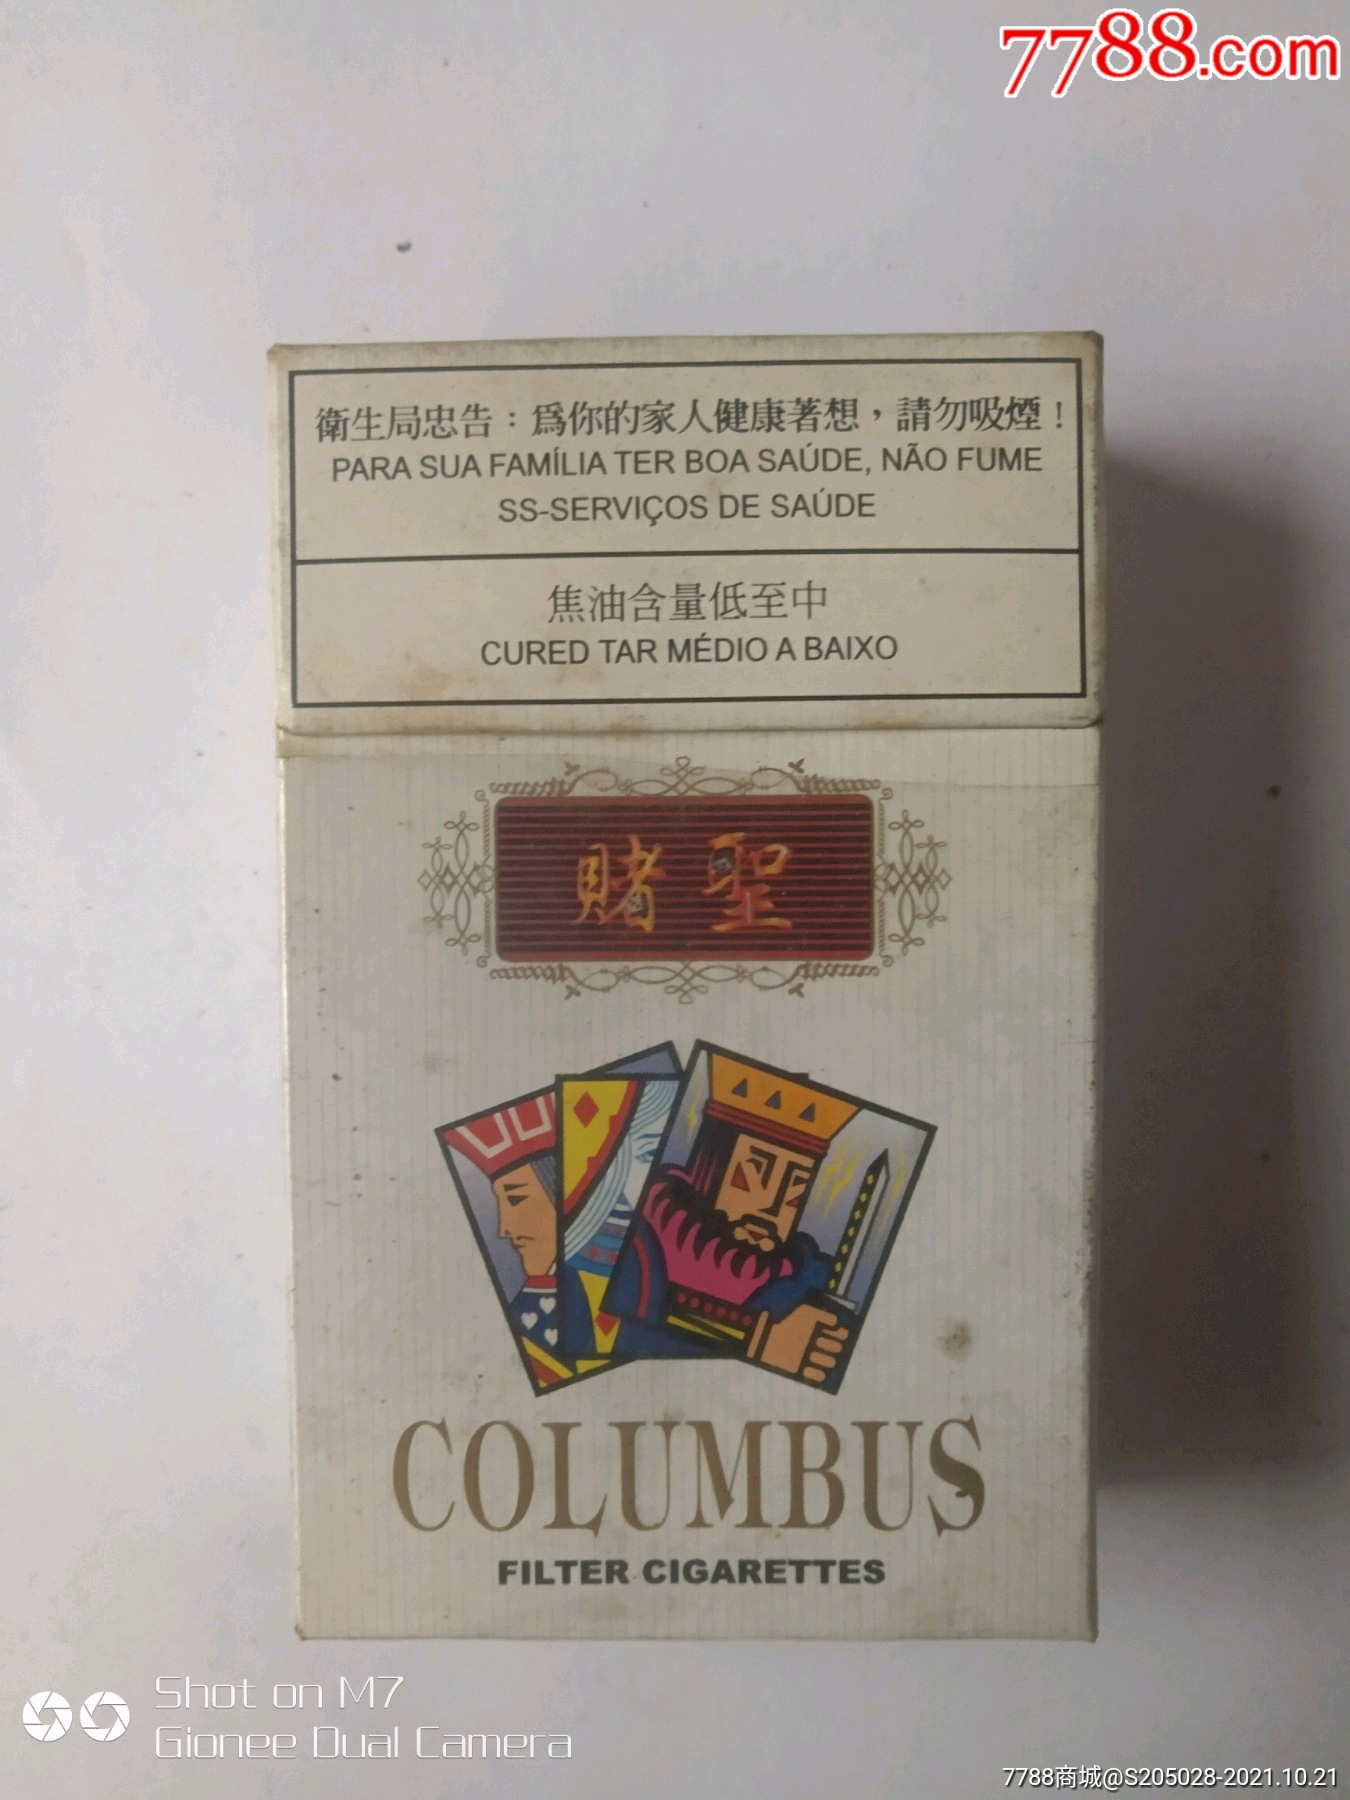 7788.com
衛生局忠告：爲你的家人健康著想，請勿吸煙！
PARA SUA FAMÍLIA TER BOA SAÚDE, NÃO FUME
SS-SERVIÇOS DE SAÚDE
焦油含量低至中
CURED TAR MÉDIO A BAIXO
賭聖
COLUMBUS
FILTER CIGARETTES
Shot on M7
Gionee Dual Camera
7788商城@S205028-2021.10.21